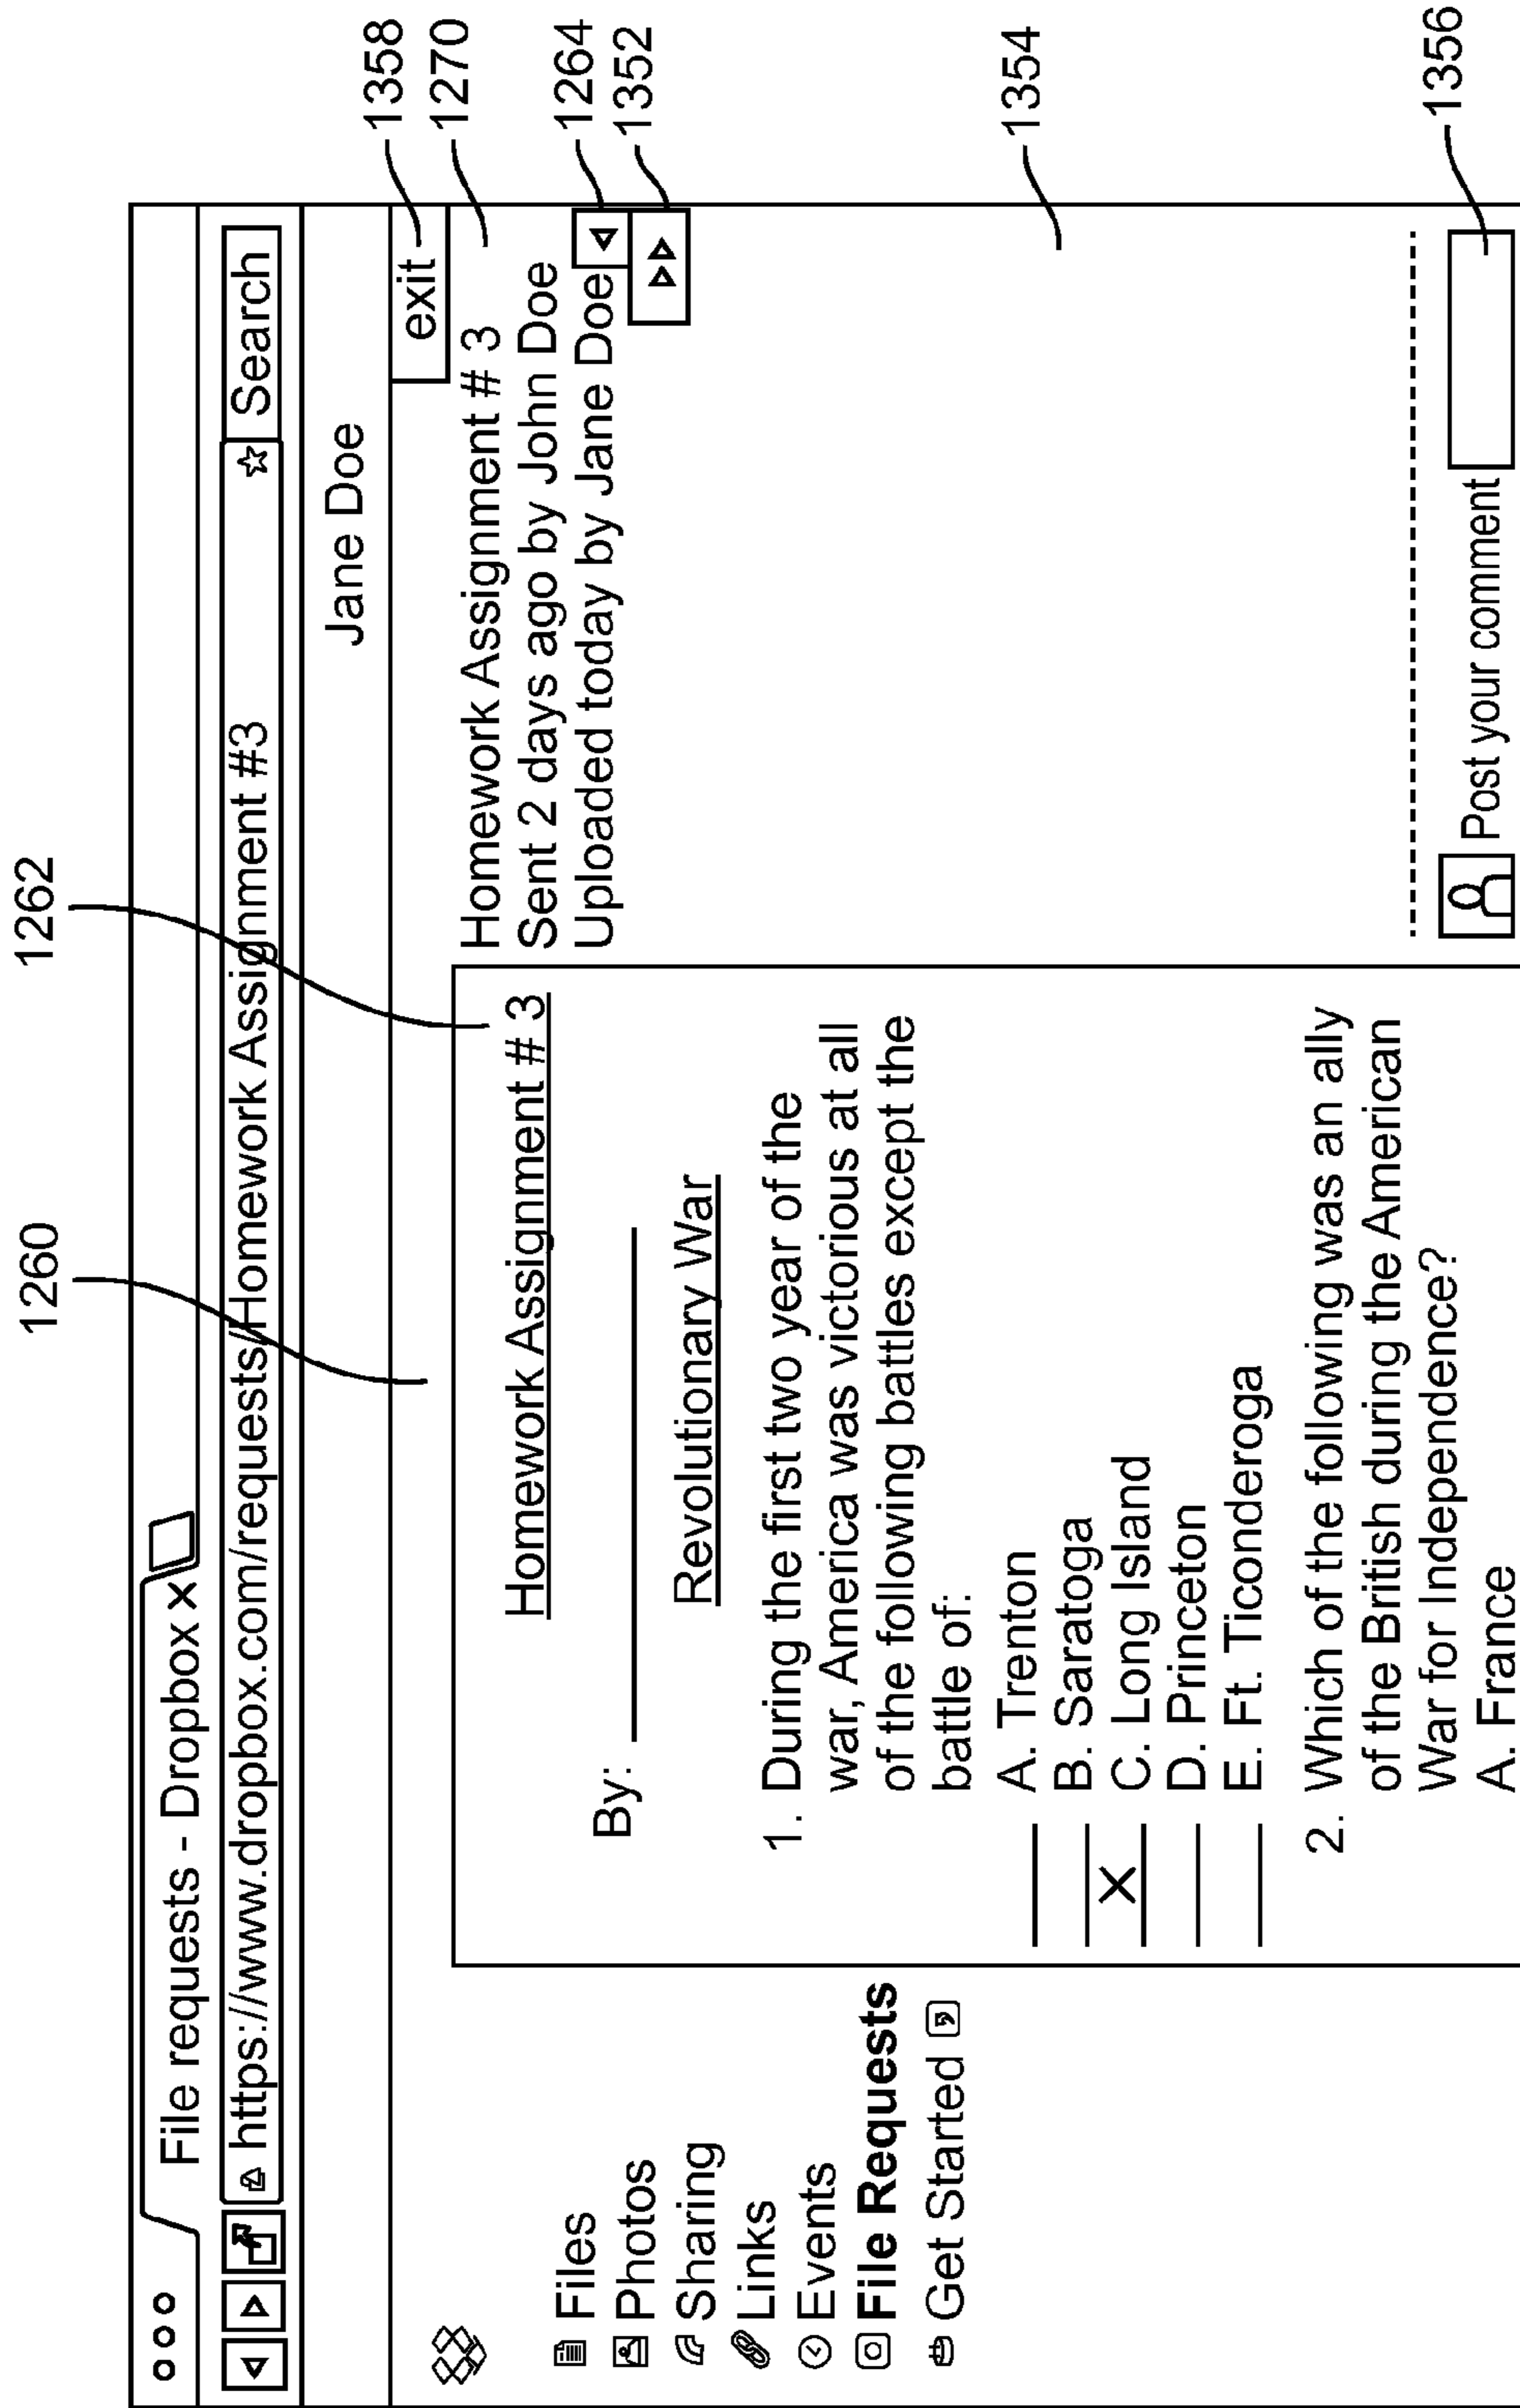 1260
1262
File requests - Dropbox X
https://www.dropbox.com/requests/Homework Assignment #3
Search
Jane Doe
exit
1358
1270
1264
1352
1354
1356
Files
Photos
Sharing
Links
Events
File Requests
Get Started
Homework Assignment # 3
By:
Revolutionary War
1. During the first two year of the
war, America was victorious at all
of the following battles except the
battle of:
A. Trenton
B. Saratoga
X C. Long Island
D. Princeton
E. Ft. Ticonderoga
2. Which of the following was an ally
of the British during the American
War for Independence?
A. France
Homework Assignment # 3
Sent 2 days ago by John Doe
Uploaded today by Jane Doe
Post your comment